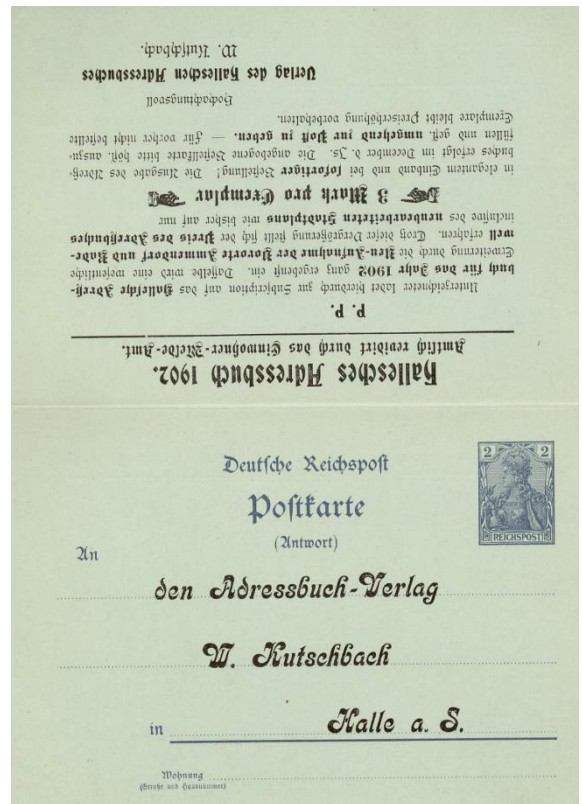 Hallesches Adressbuch 1902.
Amtlich revidirt durch das Einwohner-Melde-Amt.
P. P.
Unterzeichneter ladet hierdurch zur Subscription auf das Hallesche Adreß-
buch für das Jahr 1902 ganz ergebenst ein. Dasselbe wird eine wesentliche
Erweiterung durch die Neu-Aufnahme der Vororte Ammendorf und Rade-
well erfahren. Trotz dieser Vergrößerung stellt sich der Preis des Adreßbuches
inclusive des neubearbeiteten Stadtplans wie bisher auf nur
3 Mark pro Exemplar
in elegantem Einband und bei sofortiger Bestellung! Die Ausgabe des Adreß-
buches erfolgt im December d. Js. Die angebogene Bestellkarte bitte höfl. auszu-
füllen und gefl. umgehend zur Post zu geben. — Für vorher nicht bestellte
Exemplare bleibt Preiserhöhung vorbehalten.
Hochachtungsvoll
Verlag des Halleschen Adressbuches
W. Kutschbach.
Deutsche Reichspost
Postkarte
(Antwort)
2 2
REICHSPOST
An
den Adressbuch-Verlag
W. Kutschbach
in Halle a. S.
Wohnung
(Straße und Hausnummer)